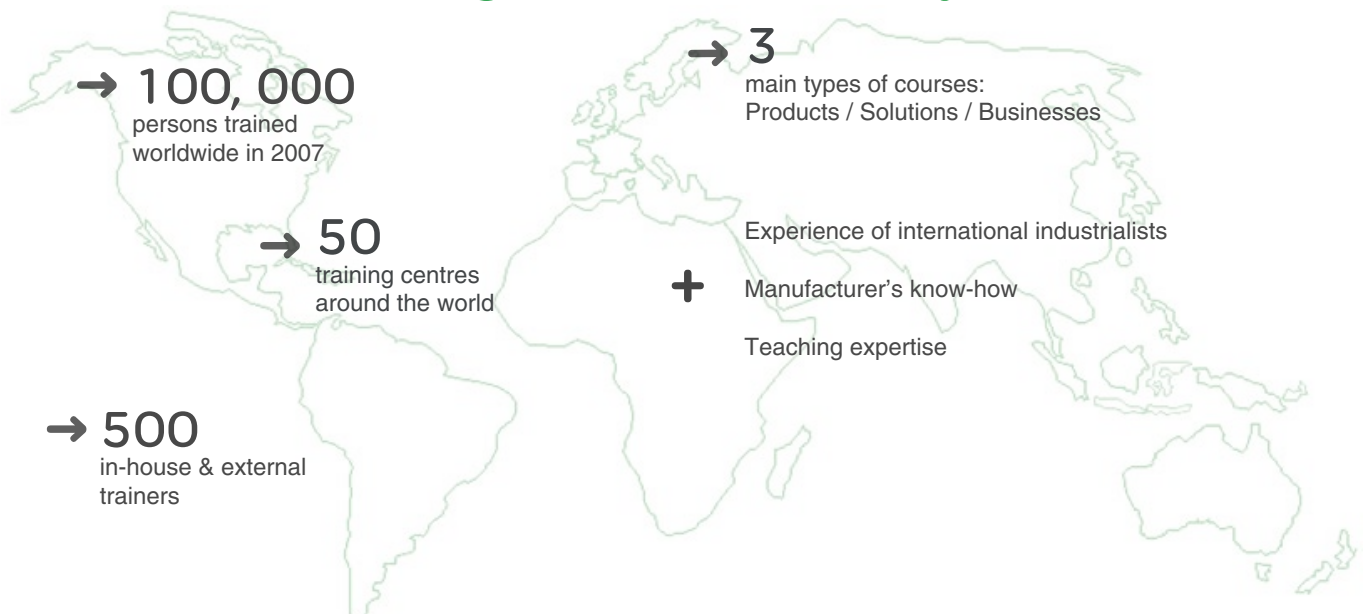 100, 000
persons trained
worldwide in 2007
50
training centres
around the world
500
in-house & external
trainers
3
main types of courses:
Products / Solutions / Businesses
+
Experience of international industrialists
Manufacturer's know-how
Teaching expertise